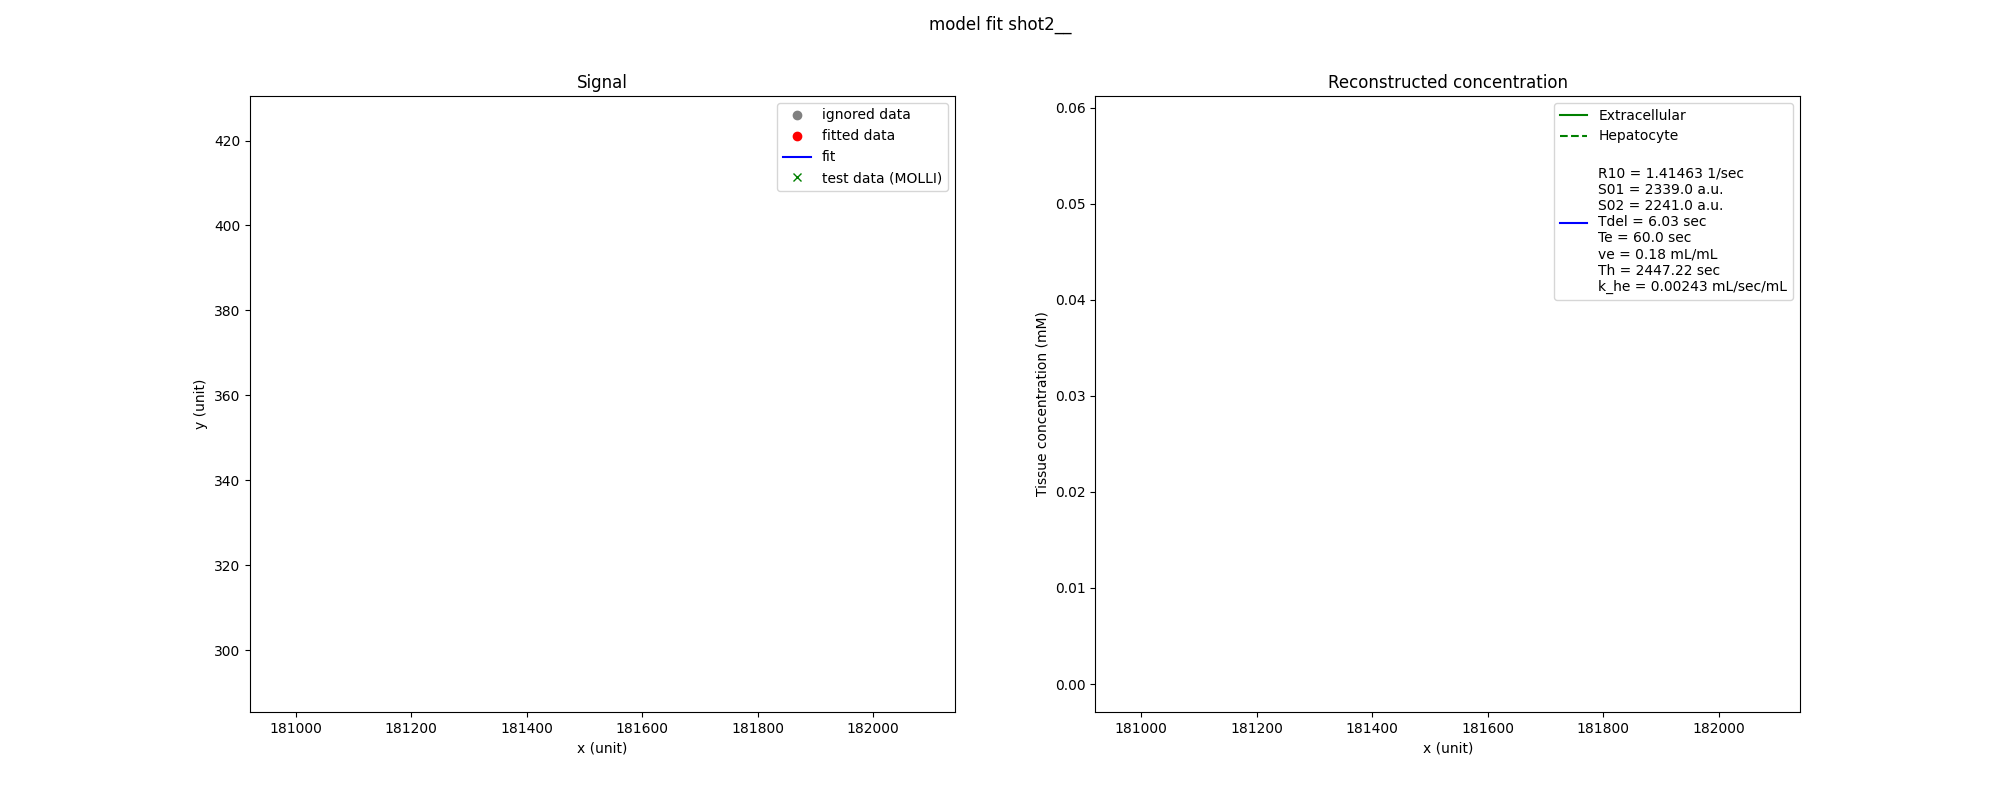 model fit shot2__
Signal
ignored data
fitted data
fit
test data (MOLLI)
420
400
380
360
340
320
300
y (unit)
181000 181200 181400 181600 181800 182000
x (unit)
Reconstructed concentration
Extracellular
Hepatocyte
R10 = 1.41463 1/sec
S01 = 2339.0 a.u.
S02 = 2241.0 a.u.
Tdel = 6.03 sec
Te = 60.0 sec
ve = 0.18 mL/mL
Th = 2447.22 sec
k_he = 0.00243 mL/sec/mL
0.06
0.05
0.04
0.03
0.02
0.01
0.00
Tissue concentration (mM)
181000 181200 181400 181600 181800 182000
x (unit)